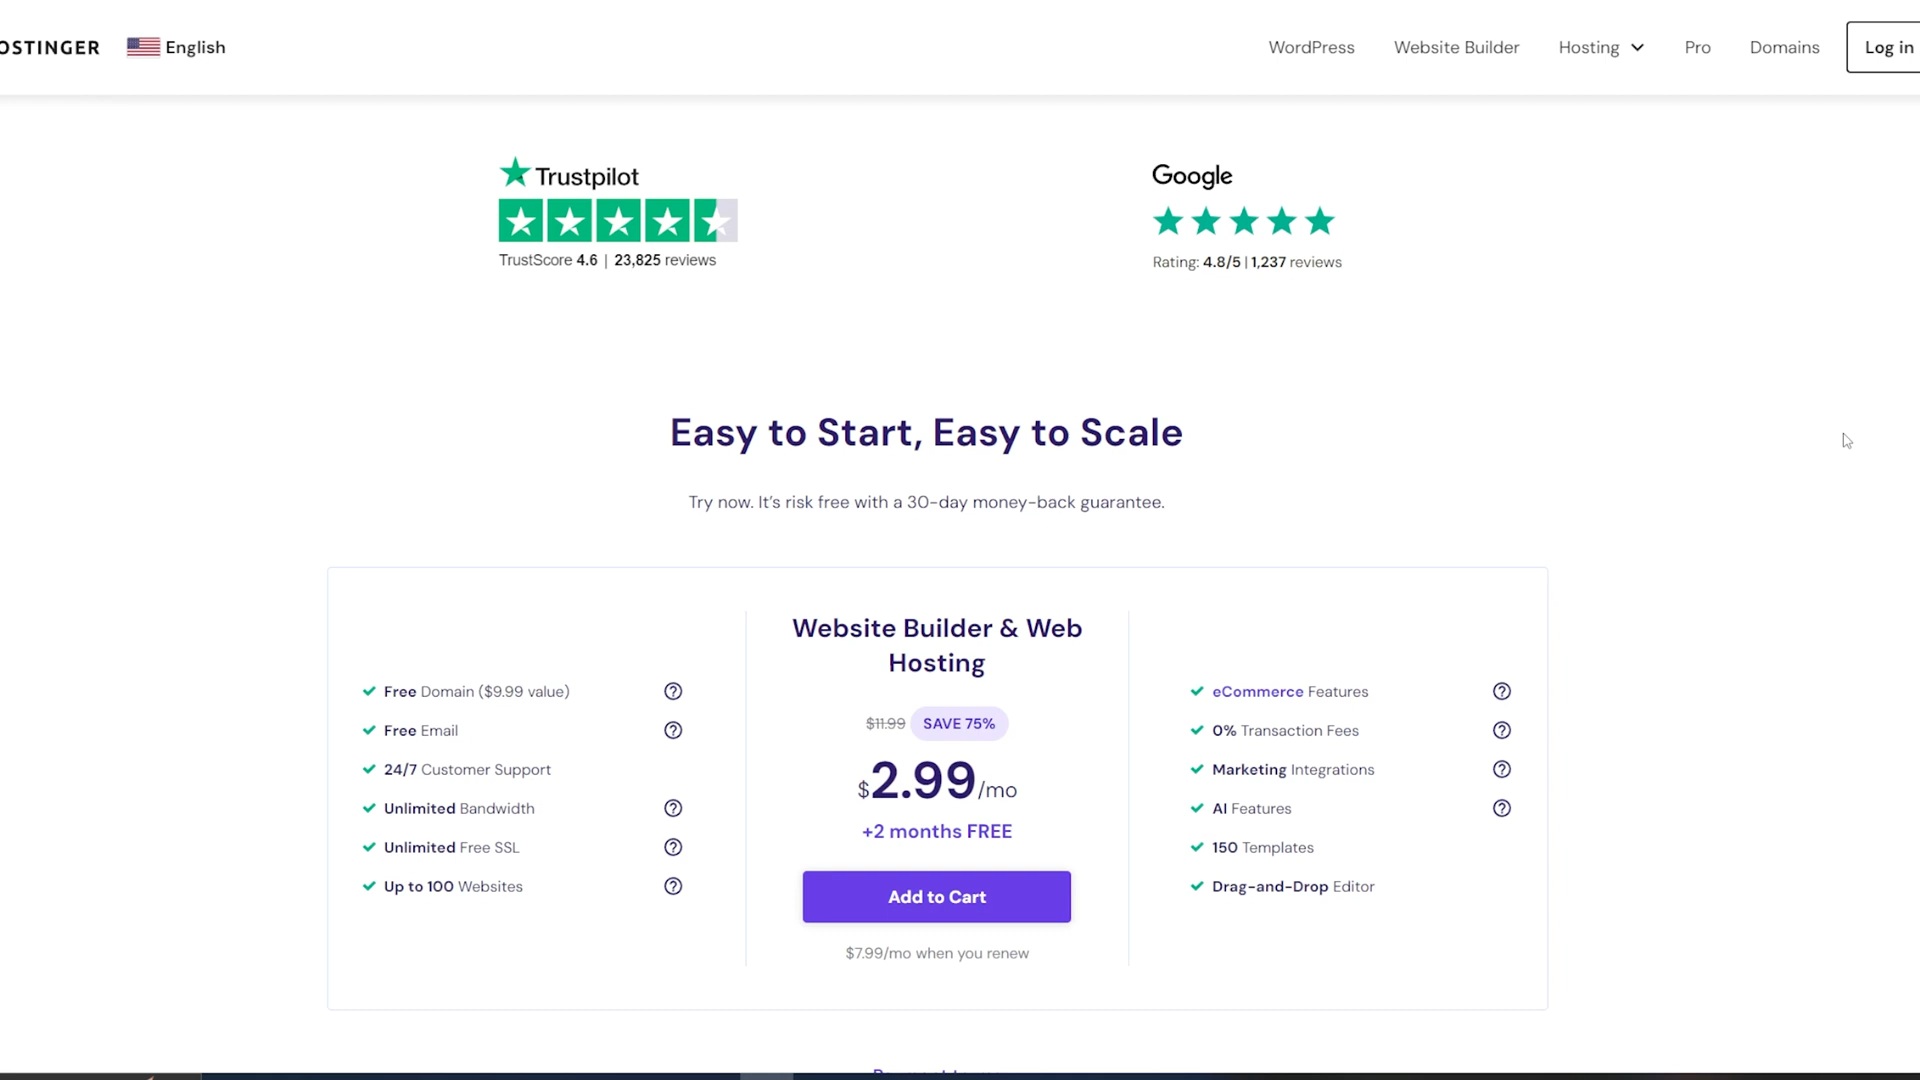 OSTINGER
English
WordPress
Website Builder
Hosting
Pro
Domains
Log in
Trustpilot
TrustScore 4.6 | 23,825 reviews
Google
Rating: 4.8/5 | 1,237 reviews
Easy to Start, Easy to Scale
Try now. It's risk free with a 30-day money-back guarantee.
Free Domain ($9.99 value)
Free Email
24/7 Customer Support
Unlimited Bandwidth
Unlimited Free SSL
Up to 100 Websites
Website Builder & Web
Hosting
$11.99 SAVE 75%
$2.99/mo
+2 months FREE
Add to Cart
$7.99/mo when you renew
eCommerce Features
0% Transaction Fees
Marketing Integrations
AI Features
150 Templates
Drag-and-Drop Editor